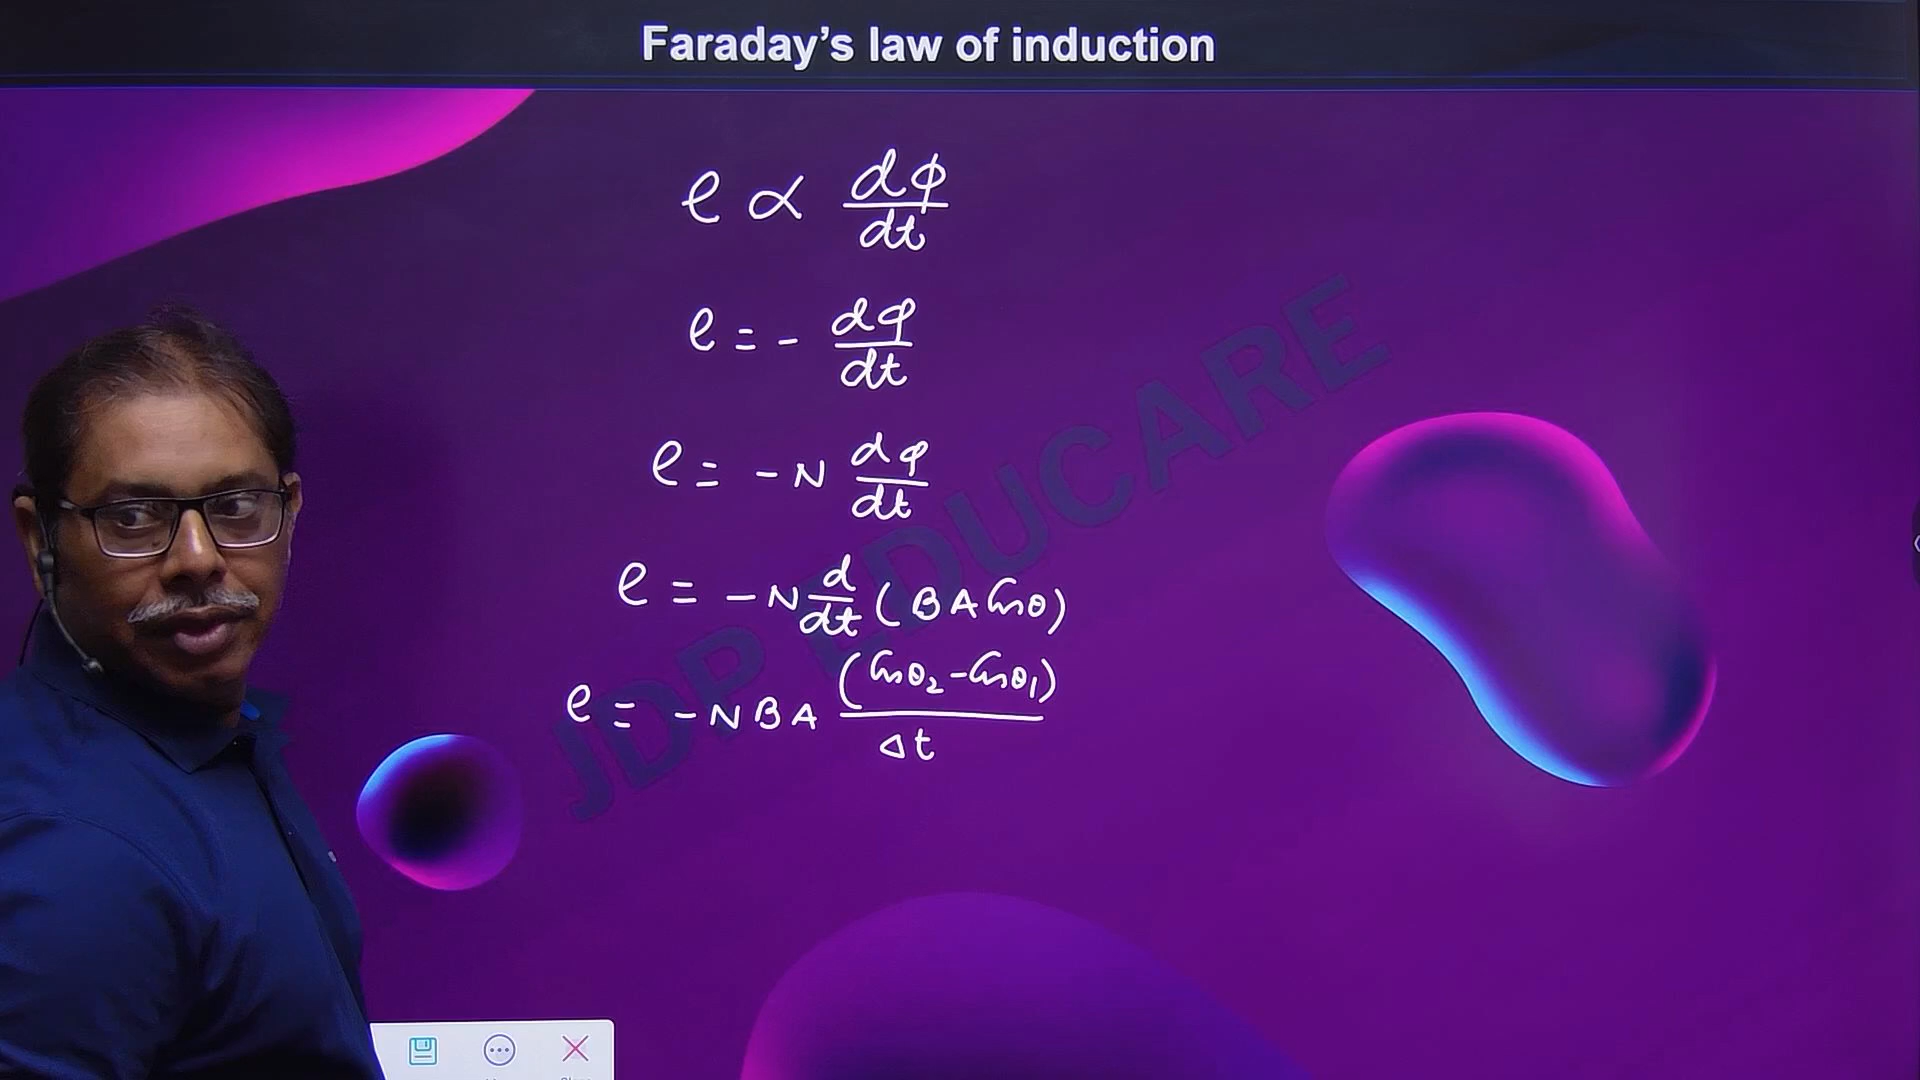 Faraday's law of induction
e ∝ dφ/dt
e = - dφ/dt
e = -N dφ/dt
e = -N d/dt (BA Cosθ)
e = -NBA (Cosθ₂-Cosθ₁)/Δt
JDP EDUCARE